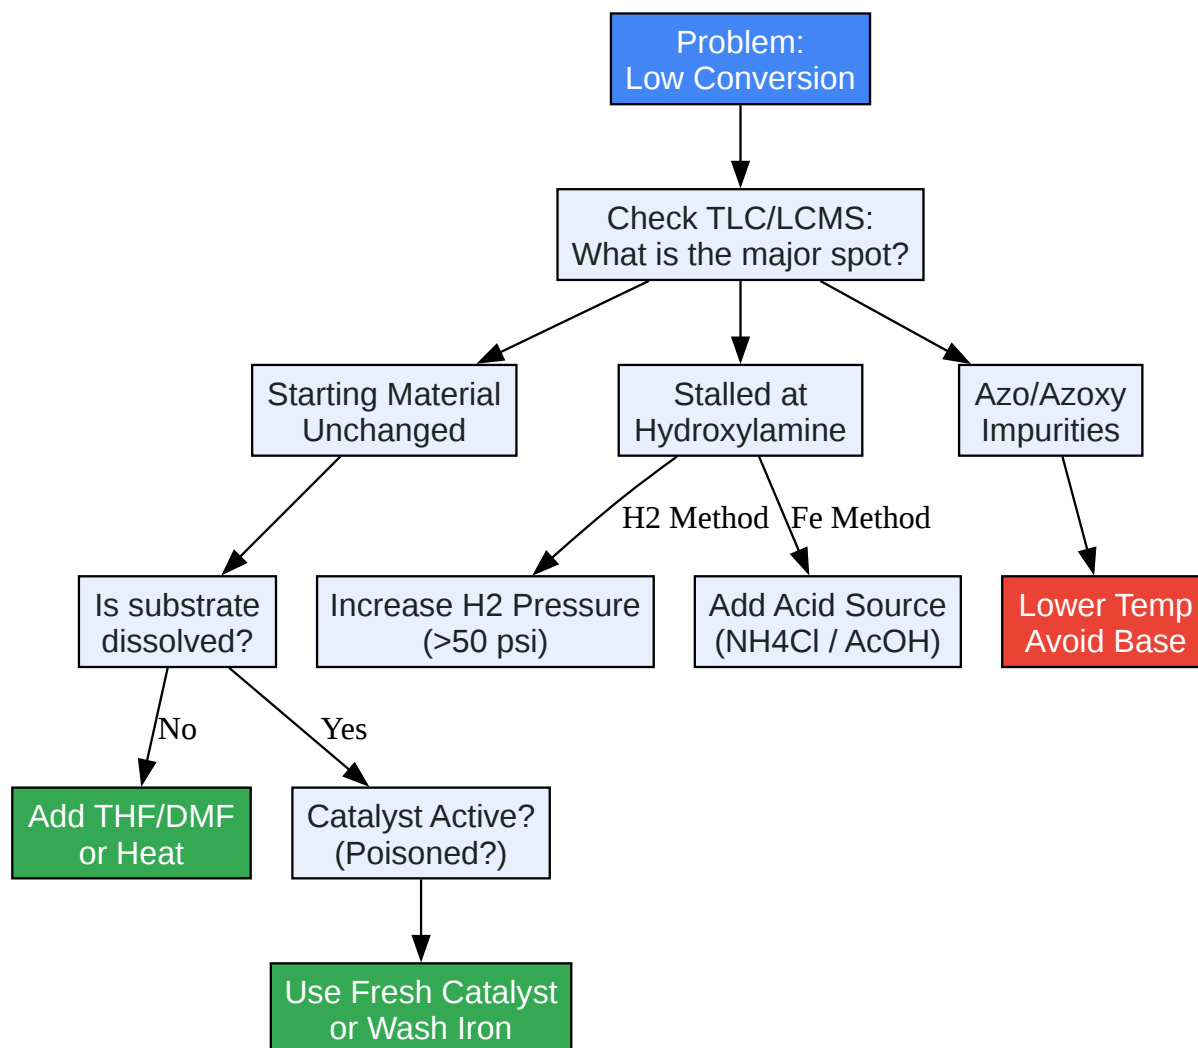 Problem:
Low Conversion
Check TLC/LCMS:
What is the major spot?
Starting Material
Unchanged
Stalled at
Hydroxylamine
Azo/Azoxy
Impurities
H2 Method
Fe Method
Is substrate
dissolved?
Increase H2 Pressure
(>50 psi)
Add Acid Source
(NH4Cl / AcOH)
Lower Temp
Avoid Base
No
Yes
Add THF/DMF
or Heat
Catalyst Active?
(Poisoned?)
Use Fresh Catalyst
or Wash Iron